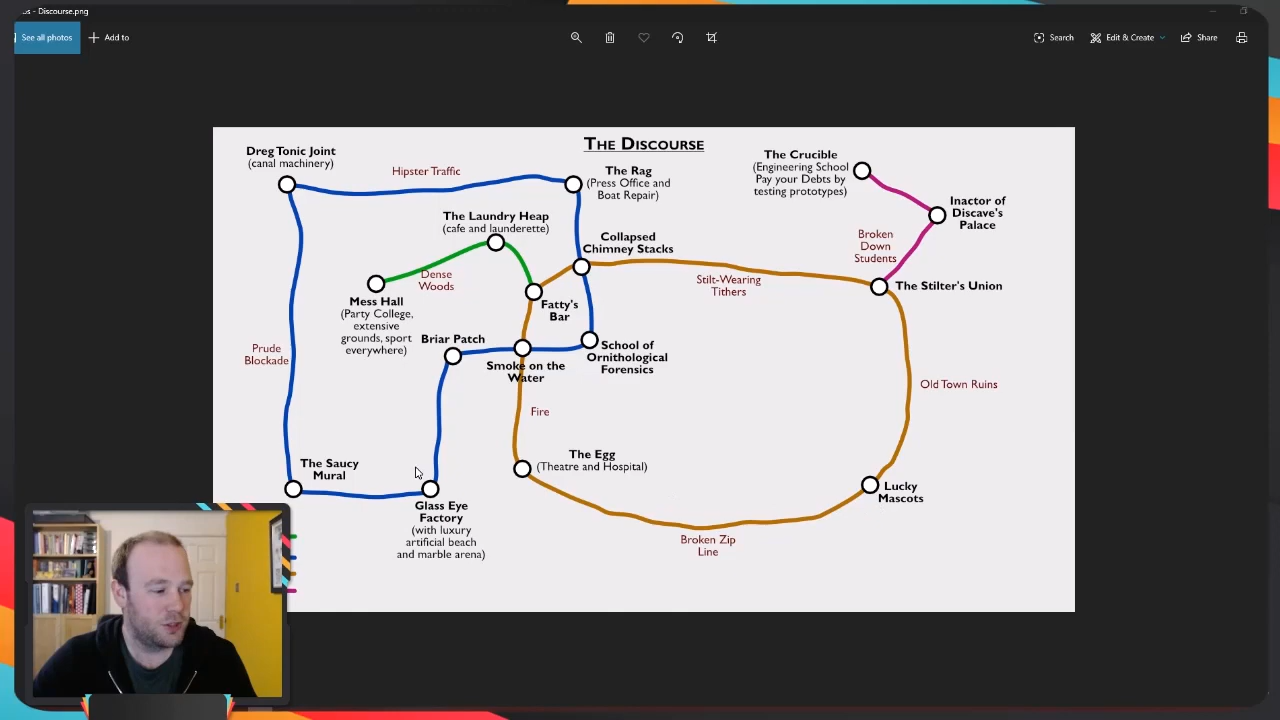 - Discourse.png
See all photos
Add to
Search
Edit & Create
Share
THE DISCOURSE
Dreg Tonic Joint
(canal machinery)
Hipster Traffic
The Rag
(Press Office and
Boat Repair)
The Crucible
(Engineering School
Pay your Debts by
testing prototypes)
Inactor of
Discave's
Palace
The Laundry Heap
(cafe and launderette)
Collapsed
Chimney Stacks
Broken
Down
Students
Dense
Woods
Stilt-Wearing
Tithers
The Stilter's Union
Mess Hall
(Party College,
extensive
grounds, sport
everywhere)
Fatty's
Bar
Briar Patch
Prude
Blockade
Smoke on the
Water
School of
Ornithological
Forensics
Old Town Ruins
Fire
The Saucy
Mural
The Egg
(Theatre and Hospital)
Lucky
Mascots
Glass Eye
Factory
(with luxury
artificial beach
and marble arena)
Broken Zip
Line